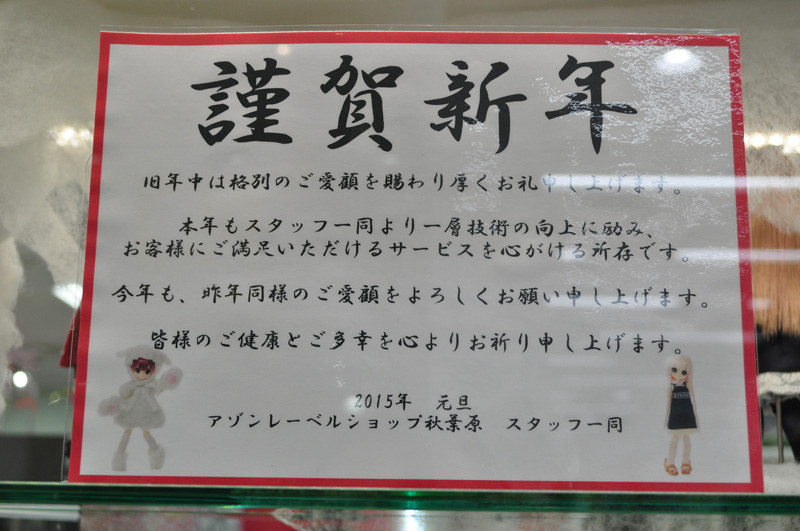 謹賀新年
旧年中は格別のご愛顧を賜わり厚くお礼申し上げます。
本年もスタッフ一同より一層技術の向上に励み、
お客様にご満足いただけるサービスを心がける所存です。
今年も、昨年同様のご愛顧をよろしくお願い申し上げます。
皆様のご健康とご多幸を心よりお祈り申し上げます。
2015年 元旦
アゾンレーベルショップ秋葉原 スタッフ一同